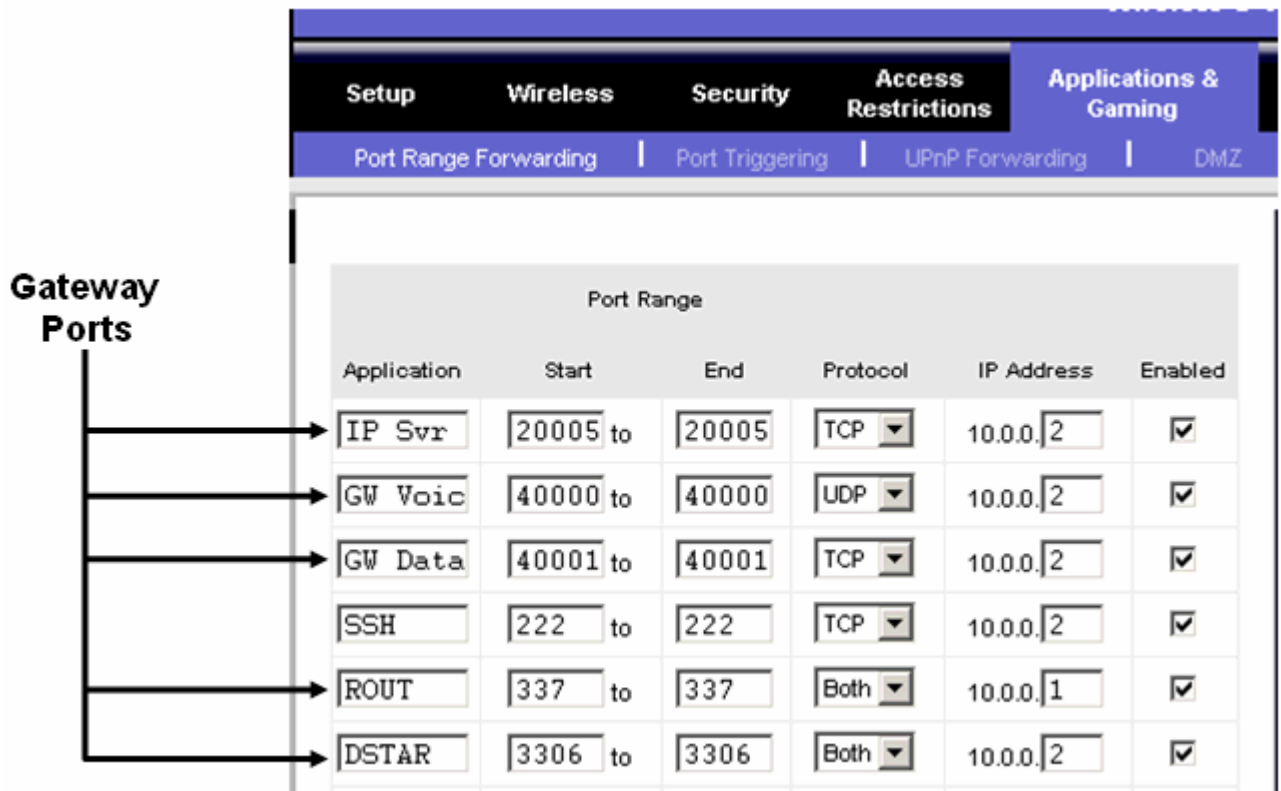 Setup Wireless Security Access Restrictions Applications & Gaming
Port Range Forwarding Port Triggering UPnP Forwarding DMZ
Gateway
Ports
Port Range
Application Start End Protocol IP Address Enabled
IP Svr 20005 to 20005 TCP 10.0.0. 2
GW Voic 40000 to 40000 UDP 10.0.0. 2
GW Data 40001 to 40001 TCP 10.0.0. 2
SSH 222 to 222 TCP 10.0.0. 2
ROUT 337 to 337 Both 10.0.0. 1
DSTAR 3306 to 3306 Both 10.0.0. 2